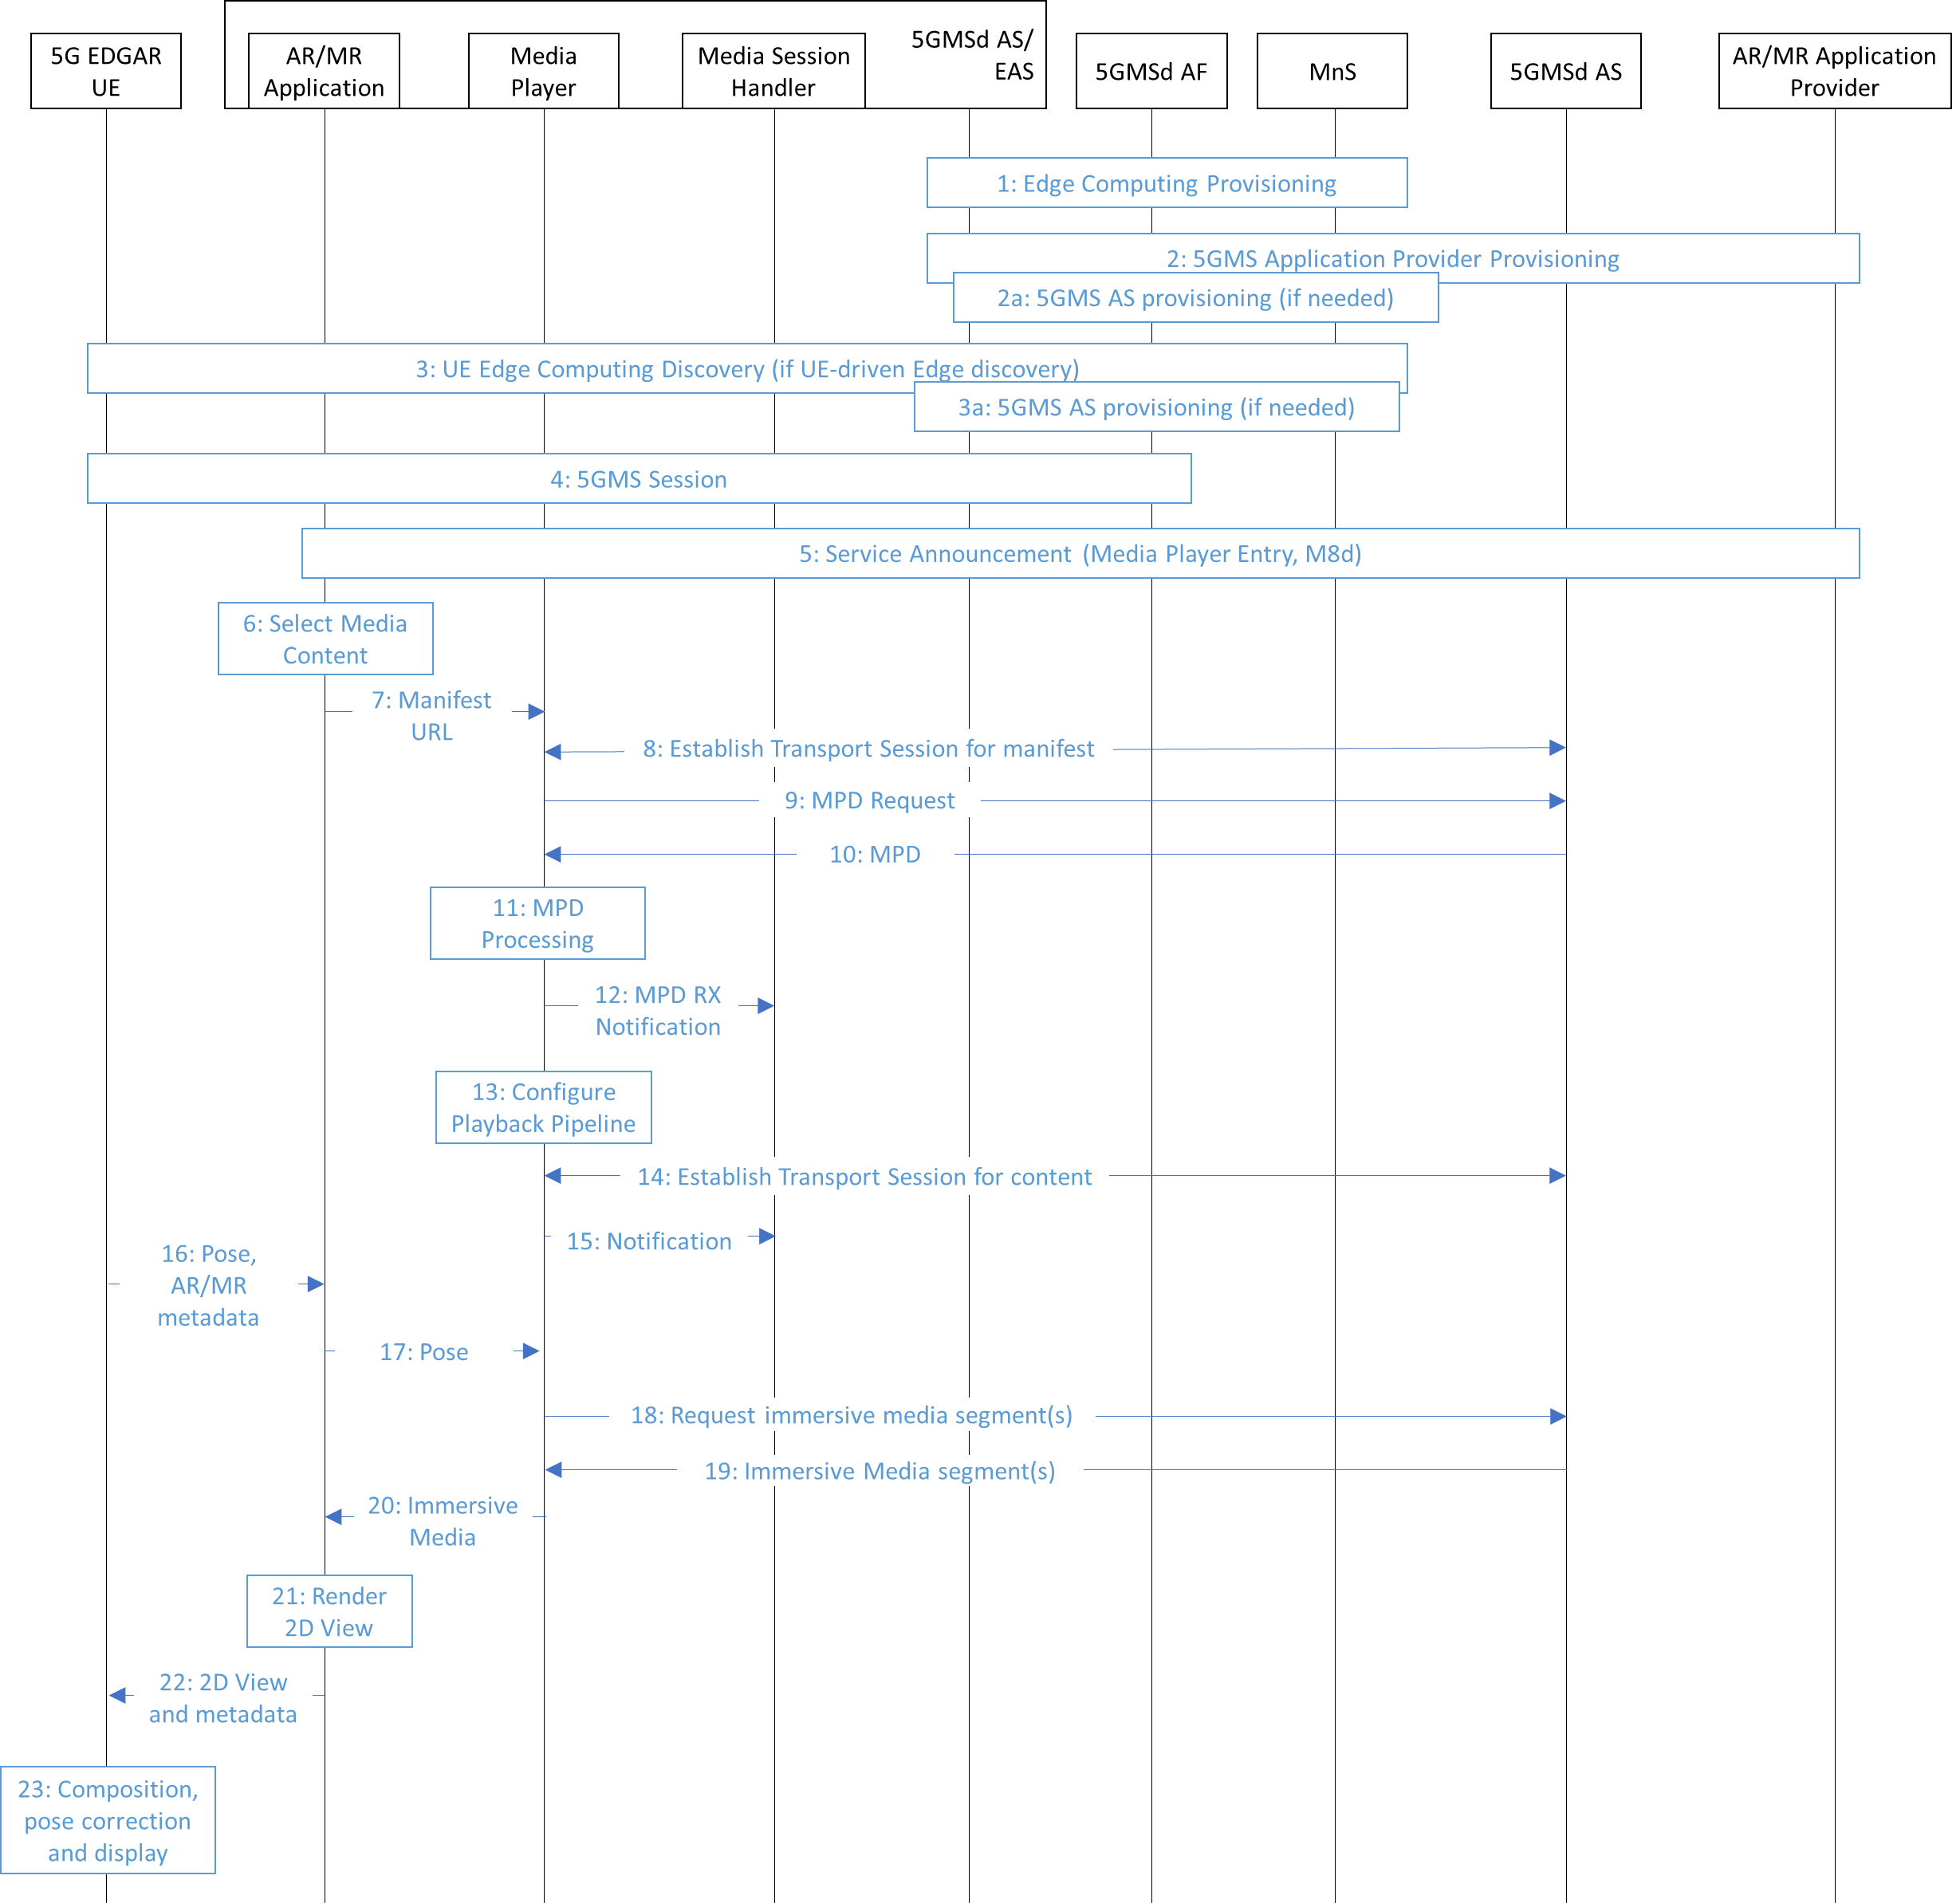 5G EDGAR
UE
AR/MR
Application
Media
Player
Media Session
Handler
5GMSd AS/
EAS
5GMSd AF
MnS
5GMSd AS
AR/MR Application
Provider
1: Edge Computing Provisioning
2: 5GMS Application Provider Provisioning
2a: 5GMS AS provisioning (if needed)
3: UE Edge Computing Discovery (if UE-driven Edge discovery)
3a: 5GMS AS provisioning (if needed)
4: 5GMS Session
5: Service Announcement (Media Player Entry, M8d)
6: Select Media
Content
7: Manifest
URL
8: Establish Transport Session for manifest
9: MPD Request
10: MPD
11: MPD
Processing
12: MPD RX
Notification
13: Configure
Playback Pipeline
14: Establish Transport Session for content
15: Notification
16: Pose,
AR/MR
metadata
17: Pose
18: Request immersive media segment(s)
19: Immersive Media segment(s)
20: Immersive
Media
21: Render
2D View
22: 2D View
and metadata
23: Composition,
pose correction
and display